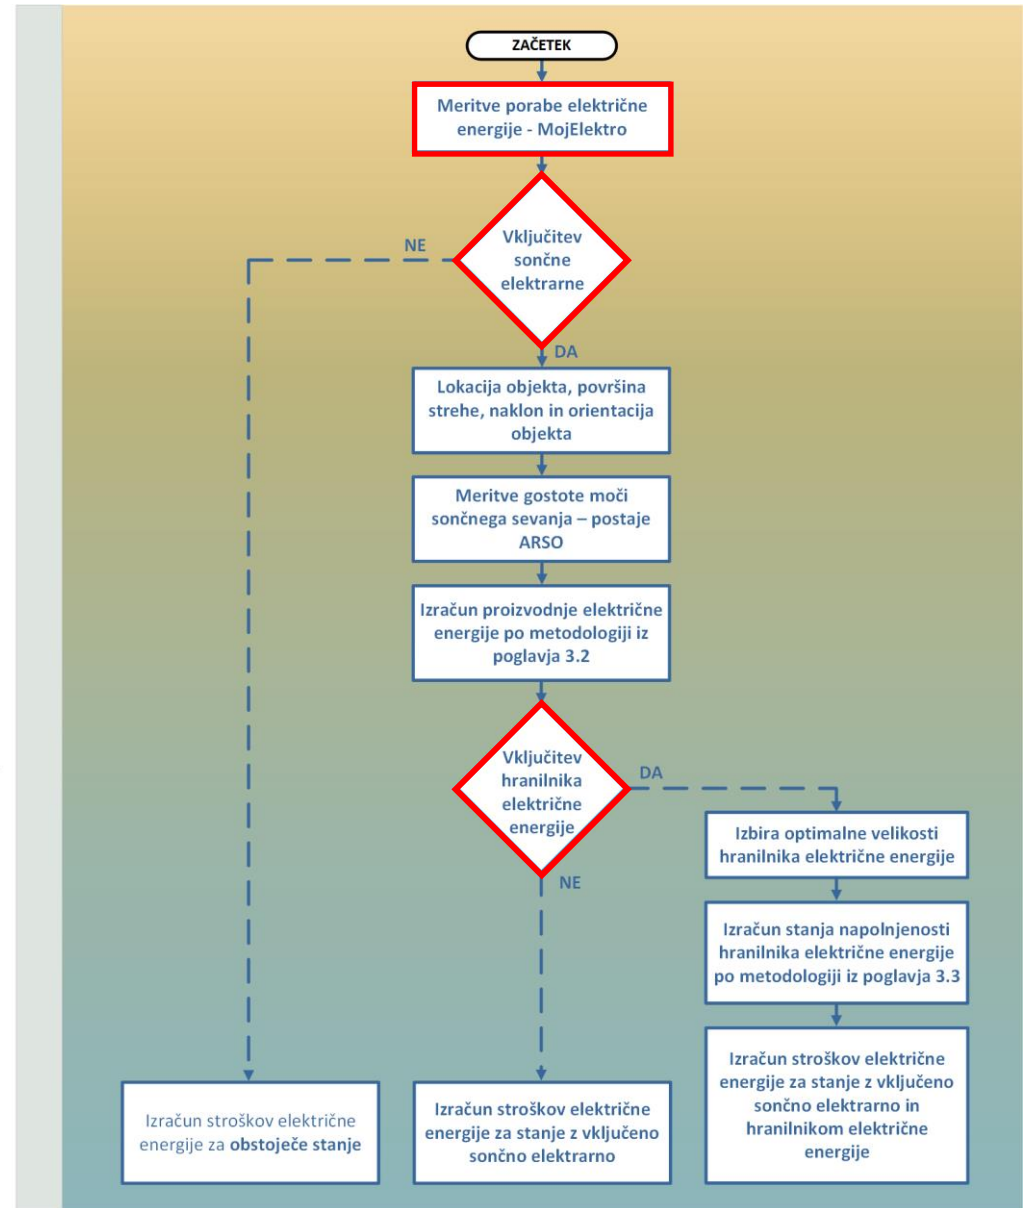 ZAČETEK
Meritve porabe električne
energije - MojElektro
Vključitev
sončne
elektrarne
NE
DA
Lokacija objekta, površina
strehe, naklon in orientacija
objekta
Meritve gostote moči
sončnega sevanja – postaje
ARSO
Izračun proizvodnje električne
energije po metodologiji iz
poglavja 3.2
Vključitev
hranilnika
električne
energije
DA
NE
Izbira optimalne velikosti
hranilnika električne energije
Izračun stanja napolnjenosti
hranilnika električne energije
po metodologiji iz poglavja 3.3
Izračun stroškov električne
energije za obstoječe stanje
Izračun stroškov električne
energije za stanje z vključeno
sončno elektrarno
Izračun stroškov električne
energije za stanje z vključeno
sončno elektrarno in
hranilnikom električne
energije